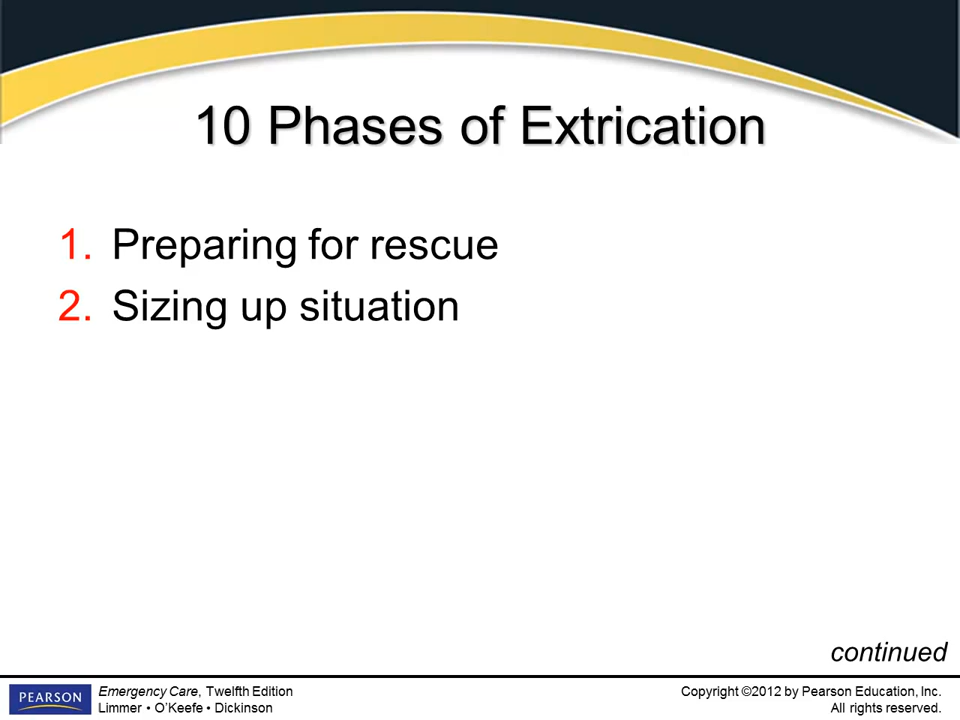 10 Phases of Extrication
1. Preparing for rescue
2. Sizing up situation
continued
PEARSON
Emergency Care, Twelfth Edition
Limmer • O'Keefe • Dickinson
Copyright ©2012 by Pearson Education, Inc.
All rights reserved.